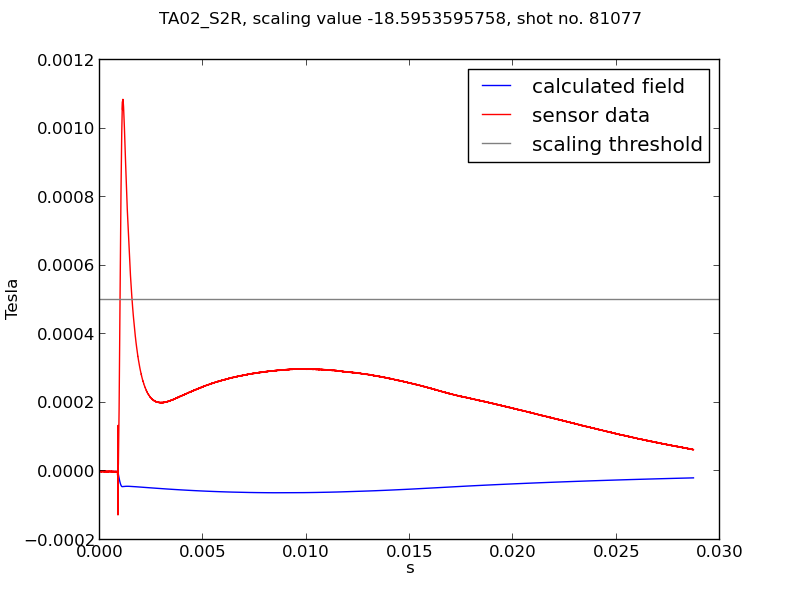 TA02_S2R, scaling value -18.5953595758, shot no. 81077
0.0012
0.0010
0.0008
0.0006
0.0004
0.0002
0.0000
−0.0002
Tesla
calculated field
sensor data
scaling threshold
0.000
0.005
0.010
0.015
0.020
0.025
0.030
s